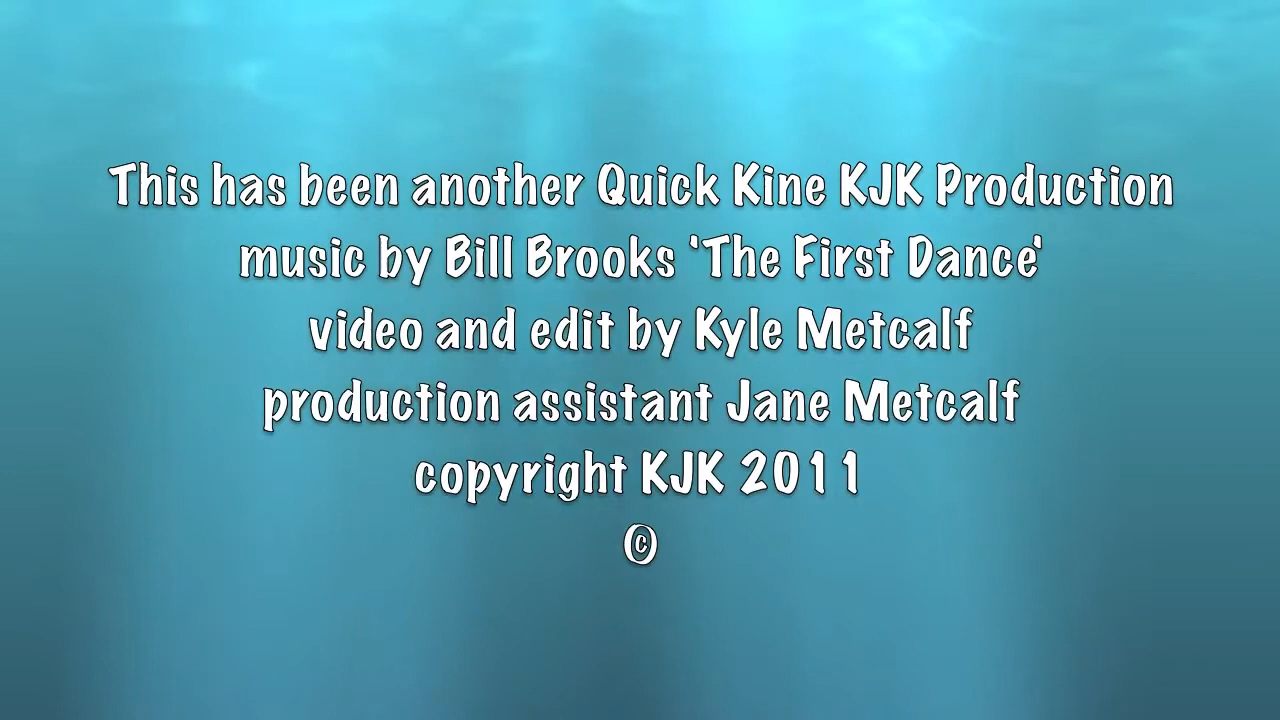 This has been another Quick Kine KJK Production
music by Bill Brooks 'The First Dance'
video and edit by Kyle Metcalf
production assistant Jane Metcalf
copyright KJK 2011
©